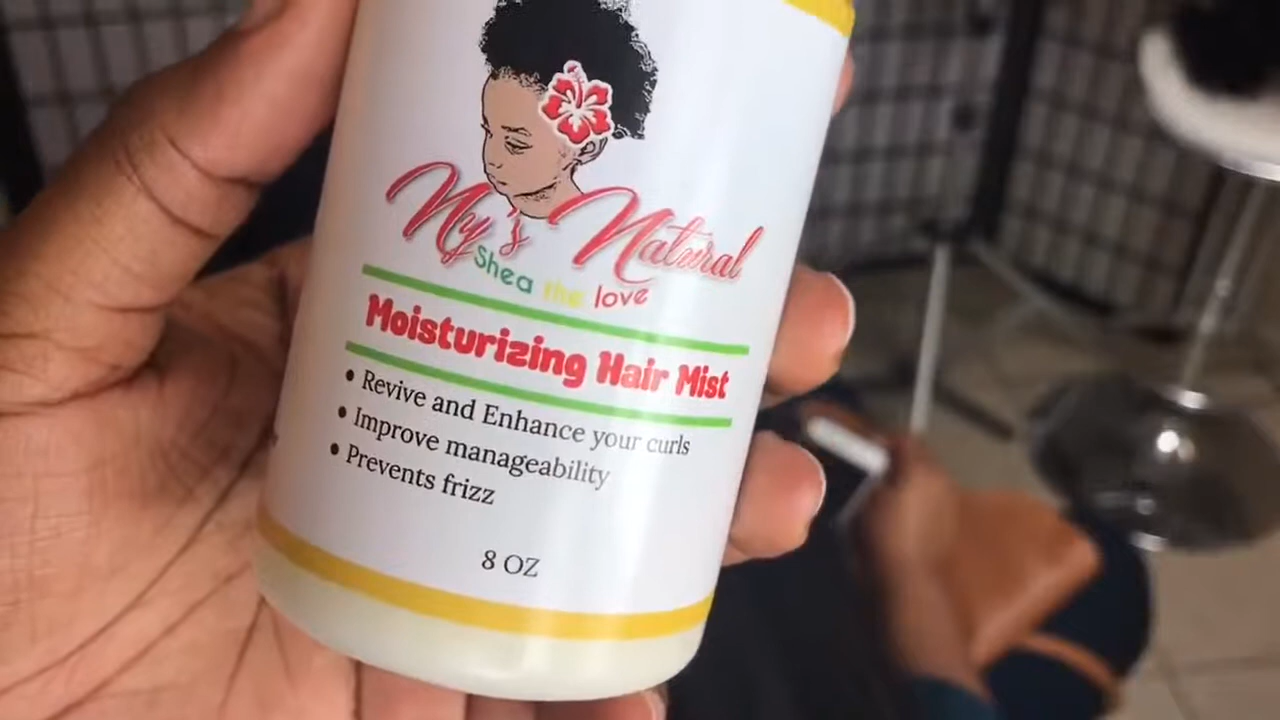 Ny's Natural
Shea the love
Moisturizing Hair Mist
• Revive and Enhance your curls
• Improve manageability
• Prevents frizz
8 OZ